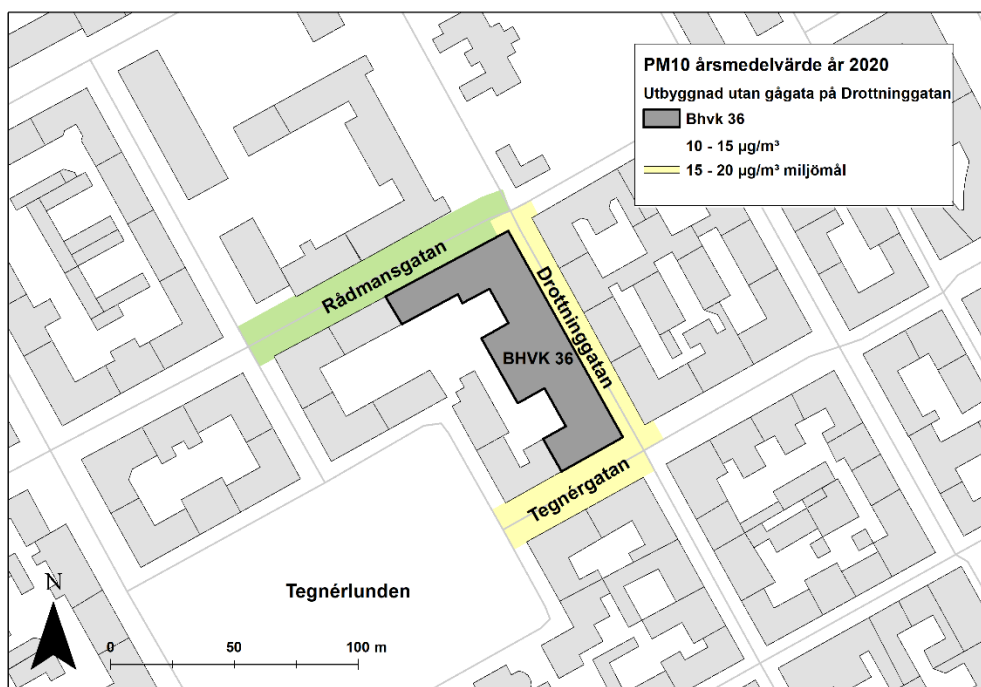 PM10 årsmedelvärde år 2020
Utbyggnad utan gågata på Drottninggatan
Bhvk 36
10 - 15 µg/m³
15 - 20 µg/m³ miljömål
Rådmansgatan
Drottninggatan
BHVK 36
Tegnérgatan
Tegnérlunden
N
0 50 100 m